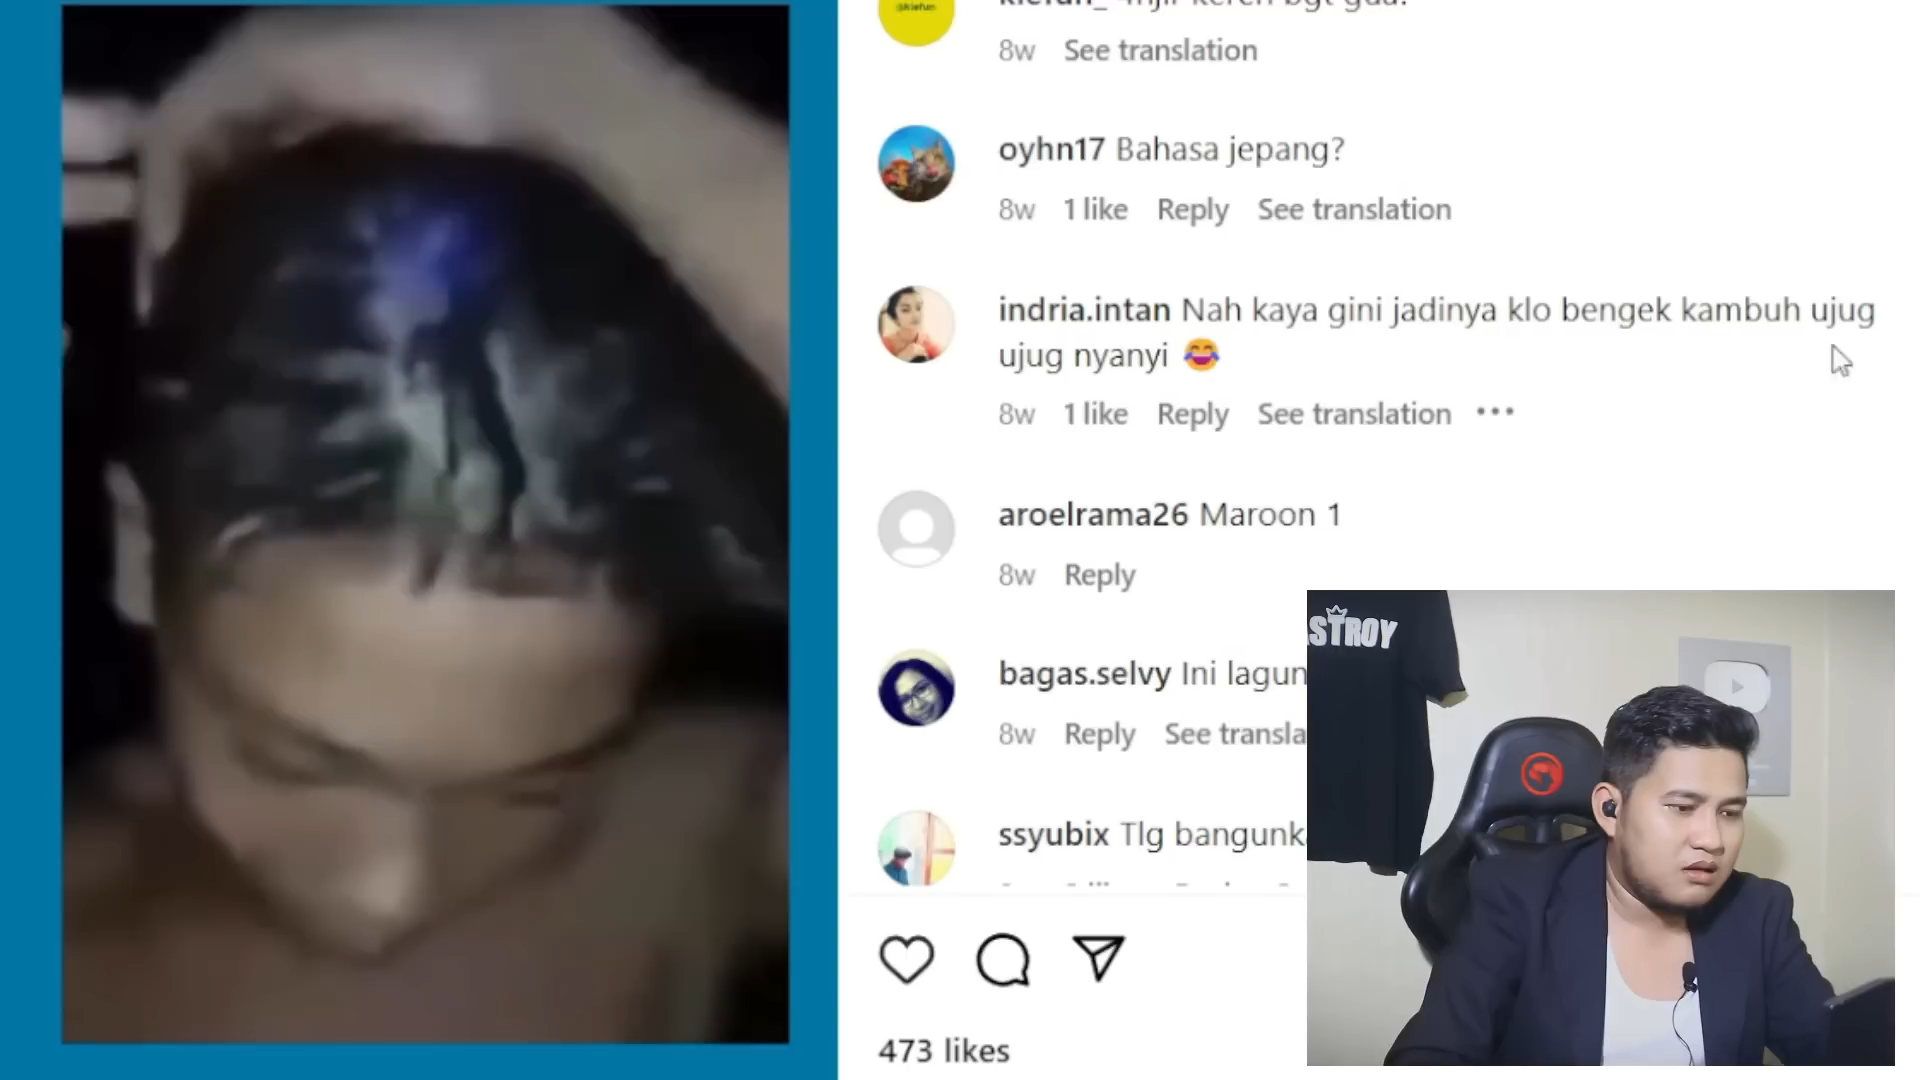 @kiefun
8w See translation
oyhn17 Bahasa jepang?
8w 1 like Reply See translation
indria.intan Nah kaya gini jadinya klo bengek kambuh ujug
ujug nyanyi
8w 1 like Reply See translation
aroelrama26 Maroon 1
8w Reply
bagas.selvy Ini lagun
8w Reply See transla
ssyubix Tlg bangunk
473 likes
STROY